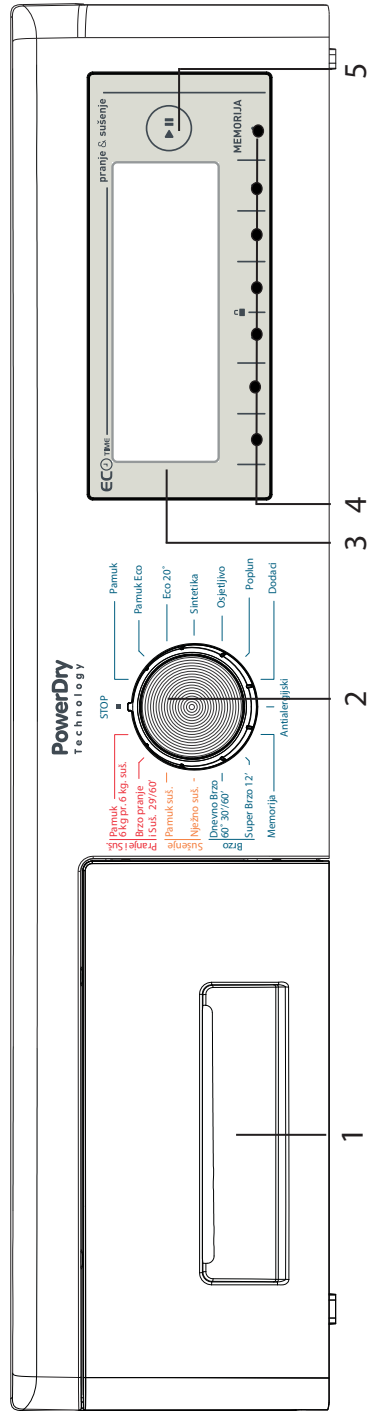 PowerDry
Technology
STOP
Pamuk
Pamuk Eco
Eco 20˚
Sintetika
Osjetljivo
Poplun
Dodaci
Antialergijski
Memorija
Super Brzo 12'
Dnevno Brzo
60˚ 30'/60'
Brzo
Nježno suš.
Pamuk suš.
Sušenje
Brzo pranje
i Suš. 29'/60'
Pamuk
6 kg pr. 6 kg. suš.
Pranje i Suš.
ECO TIME
pranje & sušenje
MEMORIJA
1
2
3
4
5